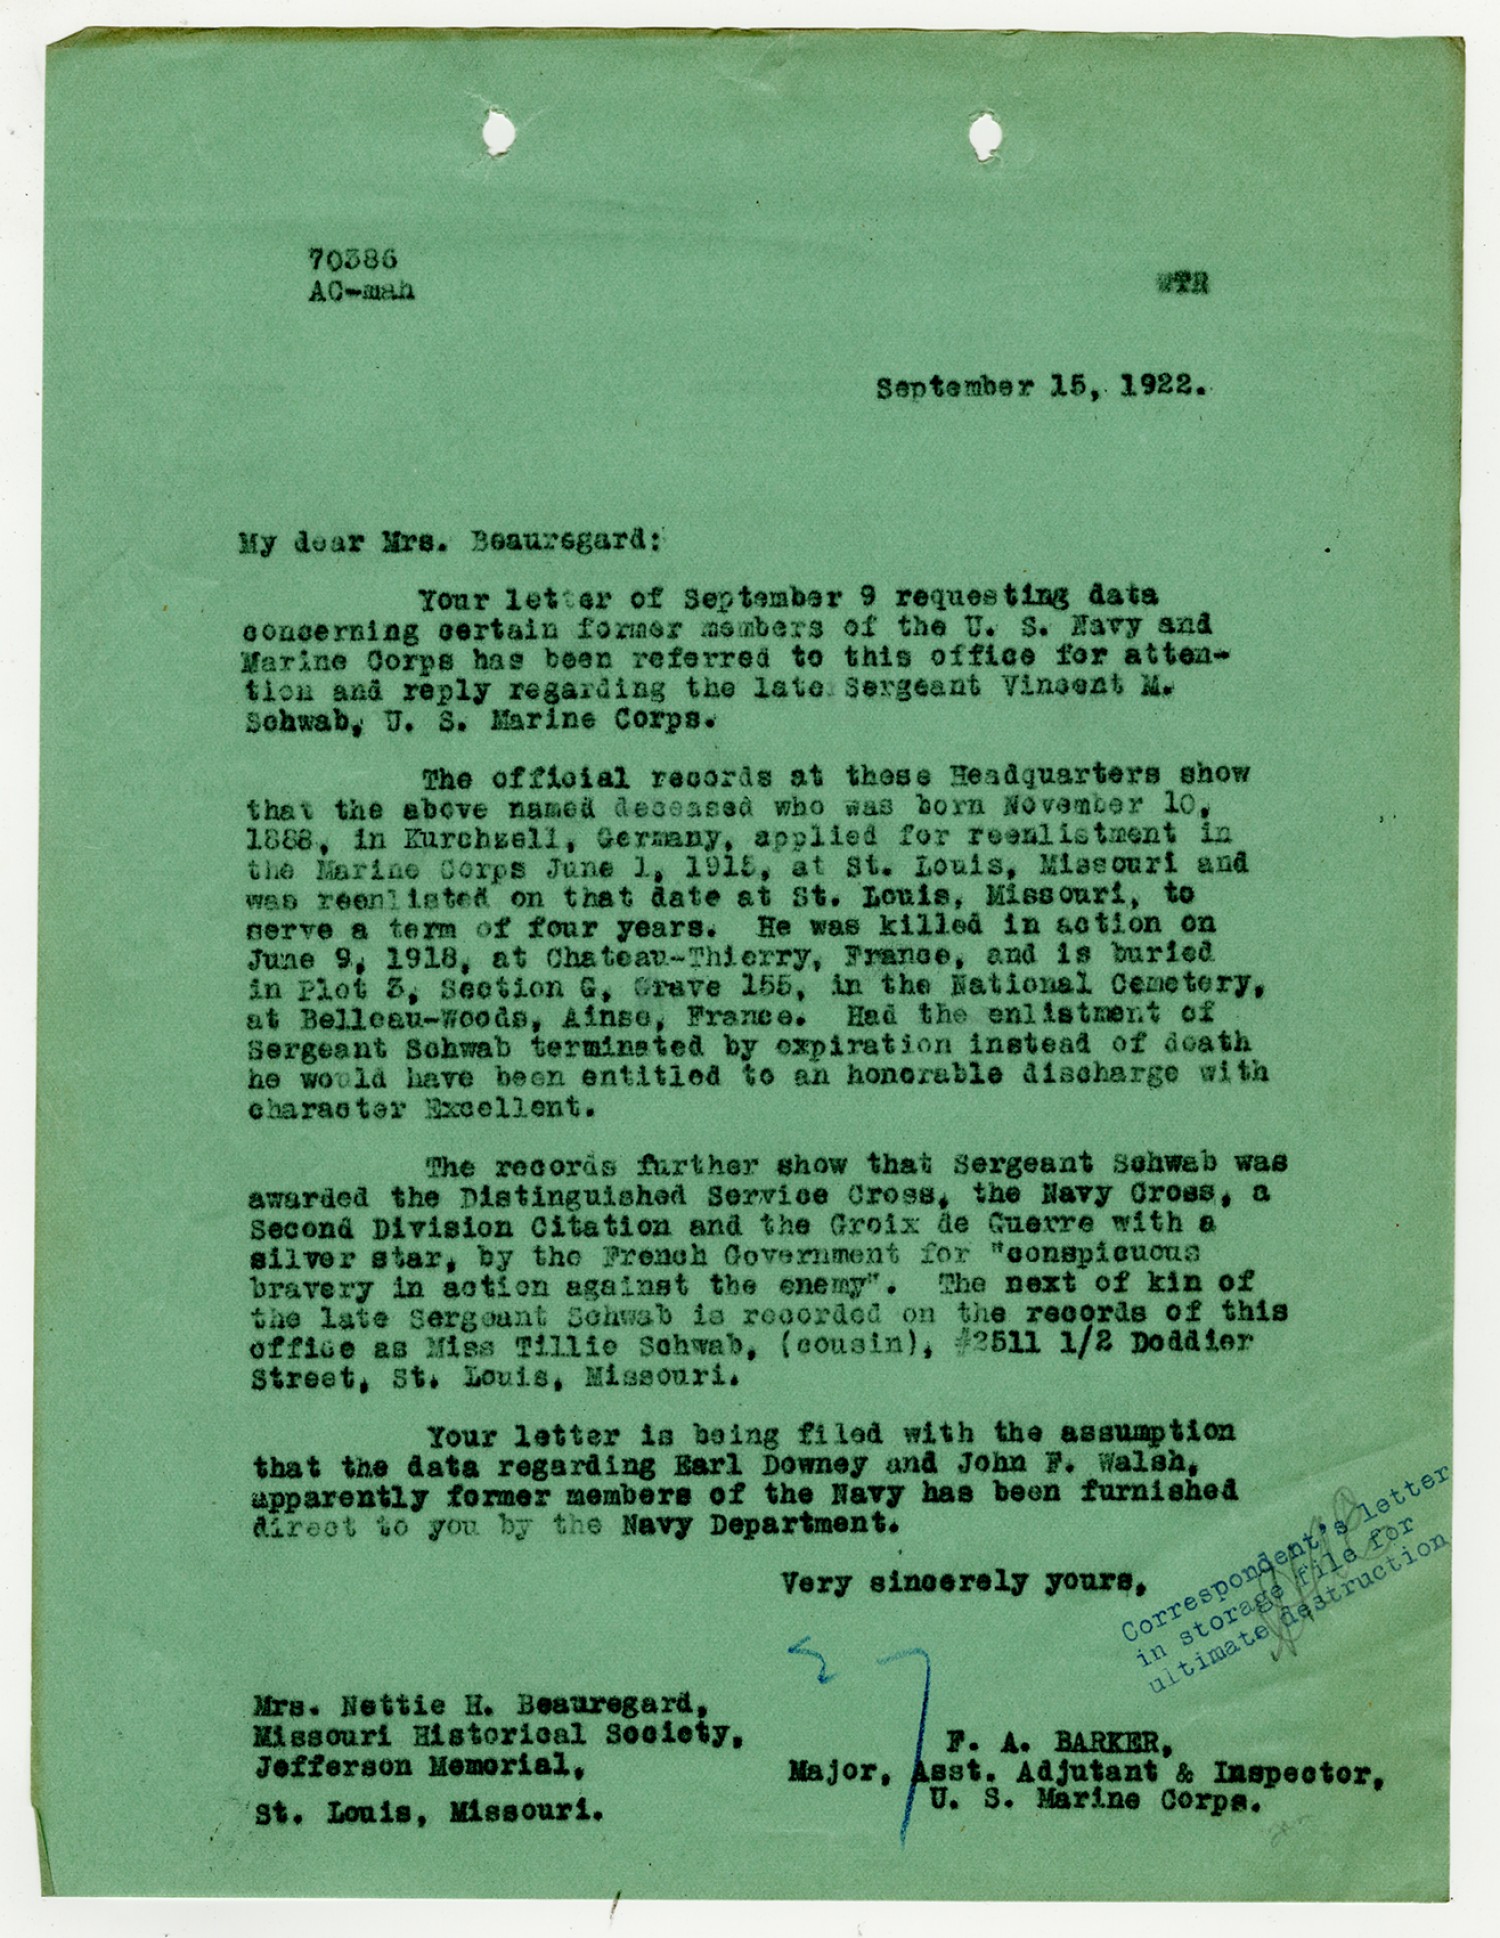 70386
AC-mah
WTR
September 15, 1922.
My dear Mrs. Beauregard:
Your letter of September 9 requesting data
concerning certain former members of the U. S. Navy and
Marine Corps has been referred to this office for atten-
tion and reply regarding the late Sergeant Vincent M.
Schwab, U. S. Marine Corps.
The official records at these Headquarters show
that the above named deceased who was born November 10,
1888, in Kurchzell, Germany, applied for reenlistment in
the Marine Corps June 1, 1915, at St. Louis, Missouri and
was reenlisted on that date at St. Louis, Missouri, to
serve a term of four years. He was killed in action on
June 9, 1918, at Chateau-Thierry, France, and is buried
in Plot 3, Section G, Grave 155, in the National Cemetery,
at Belleau-Woods, Ainse, France. Had the enlistment of
Sergeant Schwab terminated by expiration instead of death
he would have been entitled to an honorable discharge with
character Excellent.
The records further show that Sergeant Schwab was
awarded the Distinguished Service Cross, the Navy Cross, a
Second Division Citation and the Croix de Guerre with a
silver star, by the French Government for "conspicuous
bravery in action against the enemy". The next of kin of
the late Sergeant Schwab is recorded on the records of this
office as Miss Tillie Schwab, (cousin), #2511 1/2 Doddier
Street, St. Louis, Missouri.
Your letter is being filed with the assumption
that the data regarding Earl Downey and John F. Walsh,
apparently former members of the Navy has been furnished
direct to you by the Navy Department.
Very sincerely yours,
Correspondent's letter
in storage file for
ultimate destruction
Mrs. Nettie H. Beauregard,
Missouri Historical Society,
Jefferson Memorial,
St. Louis, Missouri.
F. A. BARKER,
Major, Asst. Adjutant & Inspector,
U. S. Marine Corps.